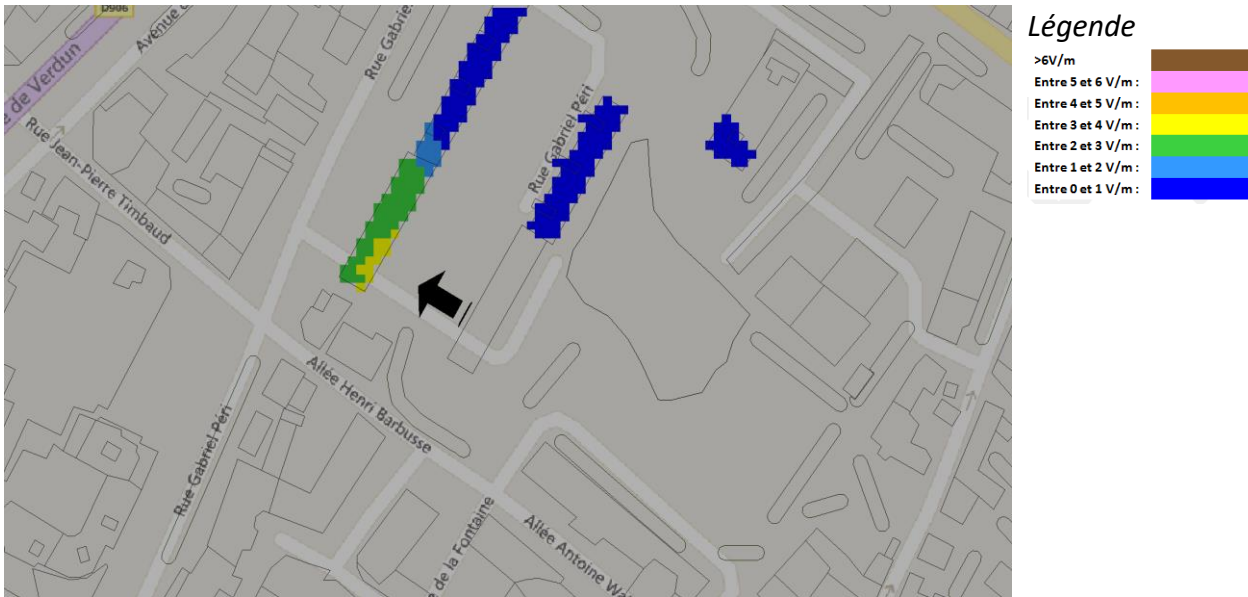 D906
Avenue
de Verdun
Rue Jean-Pierre Timbaud
Rue Gabriel
Rue Gabriel Péri
Allée Henri Barbusse
Rue Gabriel Péri
de la Fontaine
Allée Antoine Wa
Légende
>6V/m
Entre 5 et 6 V/m :
Entre 4 et 5 V/m :
Entre 3 et 4 V/m :
Entre 2 et 3 V/m :
Entre 1 et 2 V/m :
Entre 0 et 1 V/m :